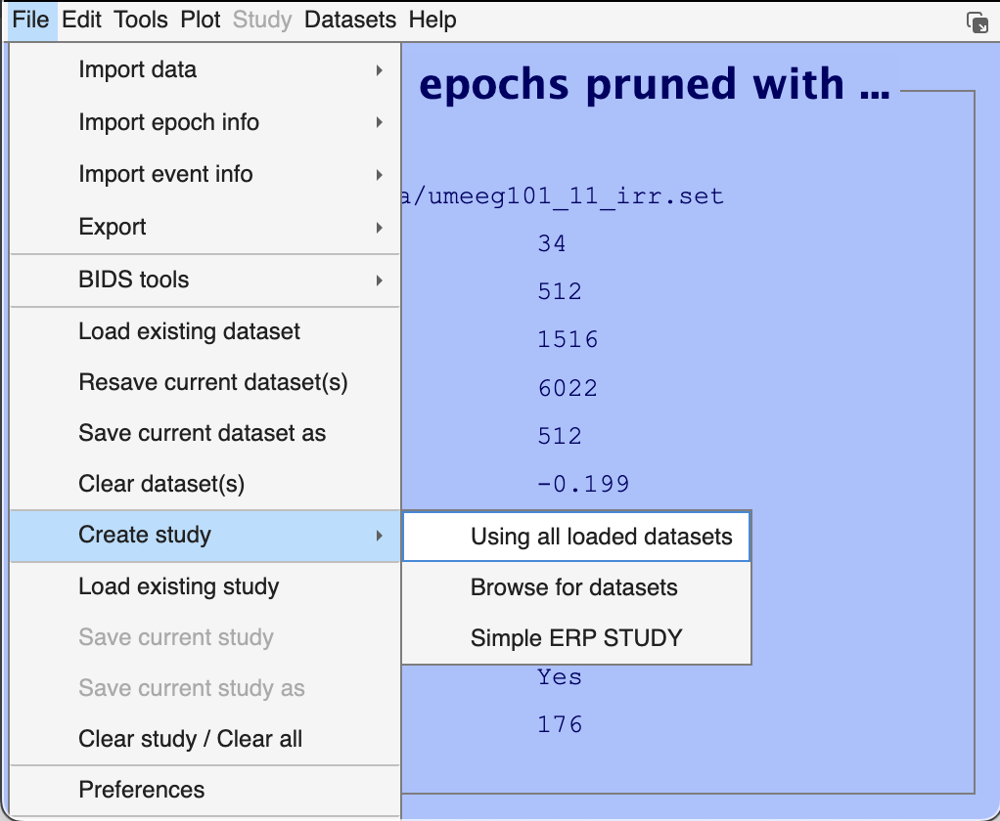 File Edit Tools Plot Study Datasets Help
Import data
epochs pruned with ...
Import epoch info
Import event info
a/umeeg101_11_irr.set
Export
34
BIDS tools
512
Load existing dataset
1516
Resave current dataset(s)
6022
Save current dataset as
512
Clear dataset(s)
-0.199
Create study
Using all loaded datasets
Load existing study
Browse for datasets
Save current study
Simple ERP STUDY
Save current study as
Yes
Clear study / Clear all
176
Preferences